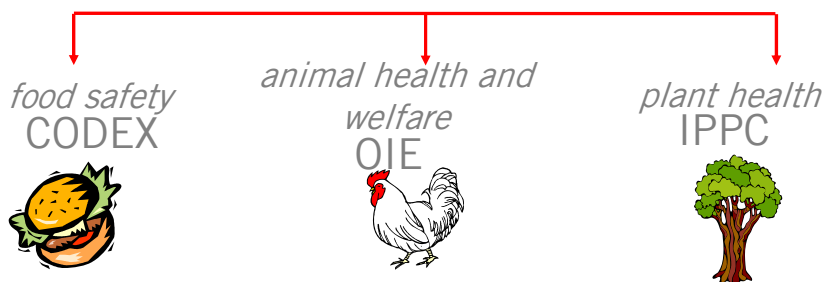 food safety
CODEX
animal health and
welfare
OIE
plant health
IPPC